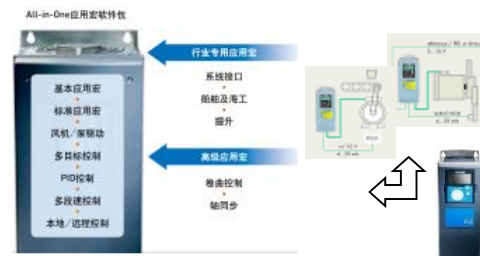 All-in-One应用宏软件包
行业专用应用宏
系统接口
船舶及海工
提升
高级应用宏
卷曲控制
轴同步
基本应用宏
标准应用宏
风机/泵驱动
多目标控制
PID控制
多段速控制
本地/远程控制